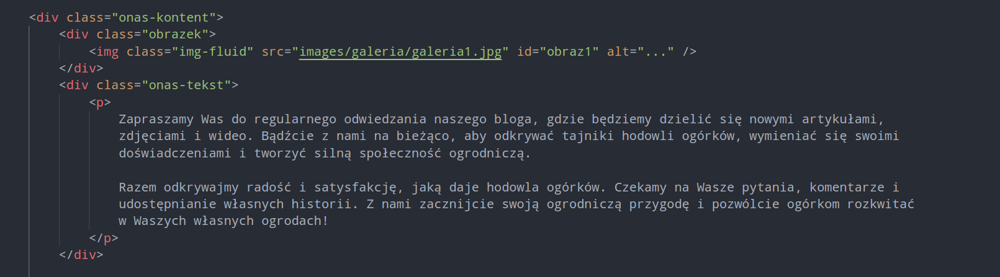 <div class="onas-kontent">
<div class="obrazek">
<img class="img-fluid" src="images/galeria/galeria1.jpg" id="obraz1" alt="..." />
</div>
<div class="onas-tekst">
<p>
Zapraszamy Was do regularnego odwiedzania naszego bloga, gdzie będziemy dzielić się nowymi artykułami,
zdjęciami i wideo. Bądźcie z nami na bieżąco, aby odkrywać tajniki hodowli ogórków, wymieniać się swoimi
doświadczeniami i tworzyć silną społeczność ogrodniczą.
Razem odkrywajmy radość i satysfakcję, jaką daje hodowla ogórków. Czekamy na Wasze pytania, komentarze i
udostępnianie własnych historii. Z nami zacznijcie swoją ogrodniczą przygodę i pozwólcie ogórkom rozkwitać
w Waszych własnych ogrodach!
</p>
</div>